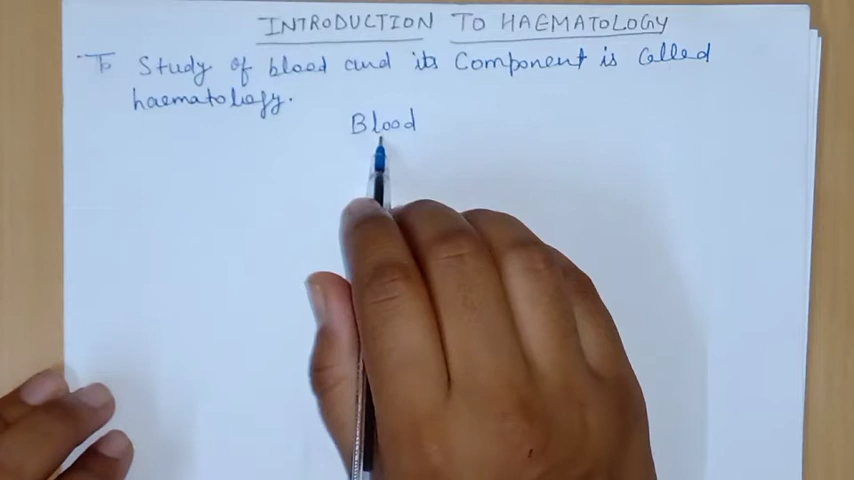 INTRODUCTION TO HAEMATOLOGY
To Study of blood and its Component is Called
haematology.
Blood